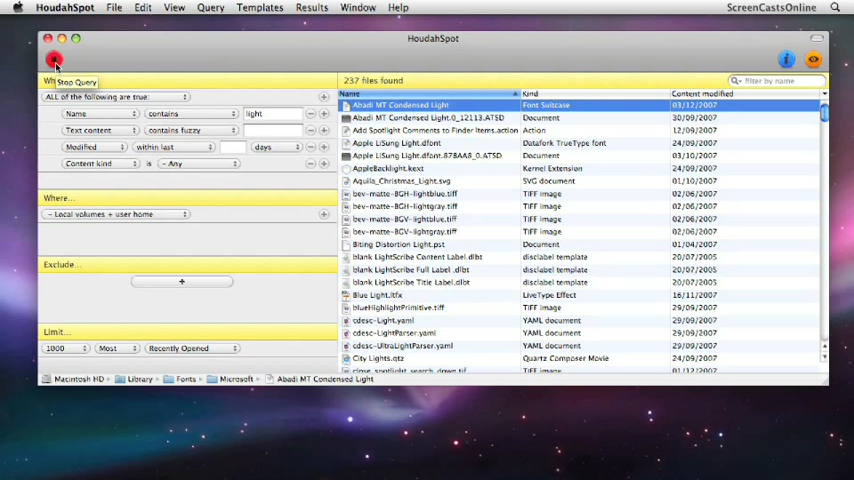 HoudahSpot File Edit View Query Templates Results Window Help ScreenCastsOnline
HoudahSpot
Stop Query
237 files found
filter by name
ALL of the following are true:
Name contains light
Text content (contains fuzzy
Modified within last days
Content kind is - Any
Where...
- Local volumes + user home
Exclude...
+
Limit...
1000 Most Recently Opened
Name Kind Content modified
Abadi MT Condensed Light Font Suitcase 03/12/2007
Abadi MT Condensed Light.0_12113.ATSD Document 30/09/2007
Add Spotlight Comments to Finder Items.action Action 12/09/2007
Apple LiSung Light.dfont Datafork TrueType font 03/10/2007
Apple LiSung Light.dfont.878AA8_0.ATSD Document 03/10/2007
AppleBacklight.kext Kernel Extension 24/09/2007
Aquila_Christmas_Light.svg SVG document 01/10/2007
bev-matte-BGH-lightblue.tiff TIFF image 02/06/2007
bev-matte-BGH-lightgray.tiff TIFF image 02/06/2007
bev-matte-BGV-lightblue.tiff TIFF image 02/06/2007
bev-matte-BGV-lightgray.tiff TIFF image 02/06/2007
Biting Distortion Light.pst Document 01/04/2007
blank LightScribe Content Label.dlbt disclabel template 20/07/2005
blank LightScribe Full Label .dlbt disclabel template 20/07/2005
blank LightScribe Title Label.dlbt disclabel template 20/07/2005
Blue Light.ltfx LiveType Effect 16/11/2007
blueHighlightPrimitive.tiff TIFF image 29/09/2007
cdesc-Light.yaml YAML document 29/09/2007
cdesc-LightParser.yaml YAML document 29/09/2007
cdesc-UltraLightParser.yaml YAML document 29/09/2007
City Lights.qtz Quartz Composer Movie 24/09/2007
close_spotlight_search_down.tif TIFF image
Macintosh HD Library Fonts Microsoft Abadi MT Condensed Light